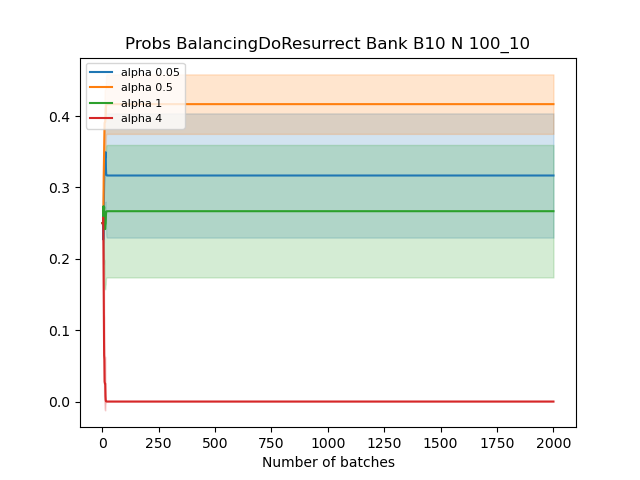 Probs BalancingDoResurrect Bank B10 N 100_10
alpha 0.05
alpha 0.5
alpha 1
alpha 4
0.4
0.3
0.2
0.1
0.0
0 250 500 750 1000 1250 1500 1750 2000
Number of batches